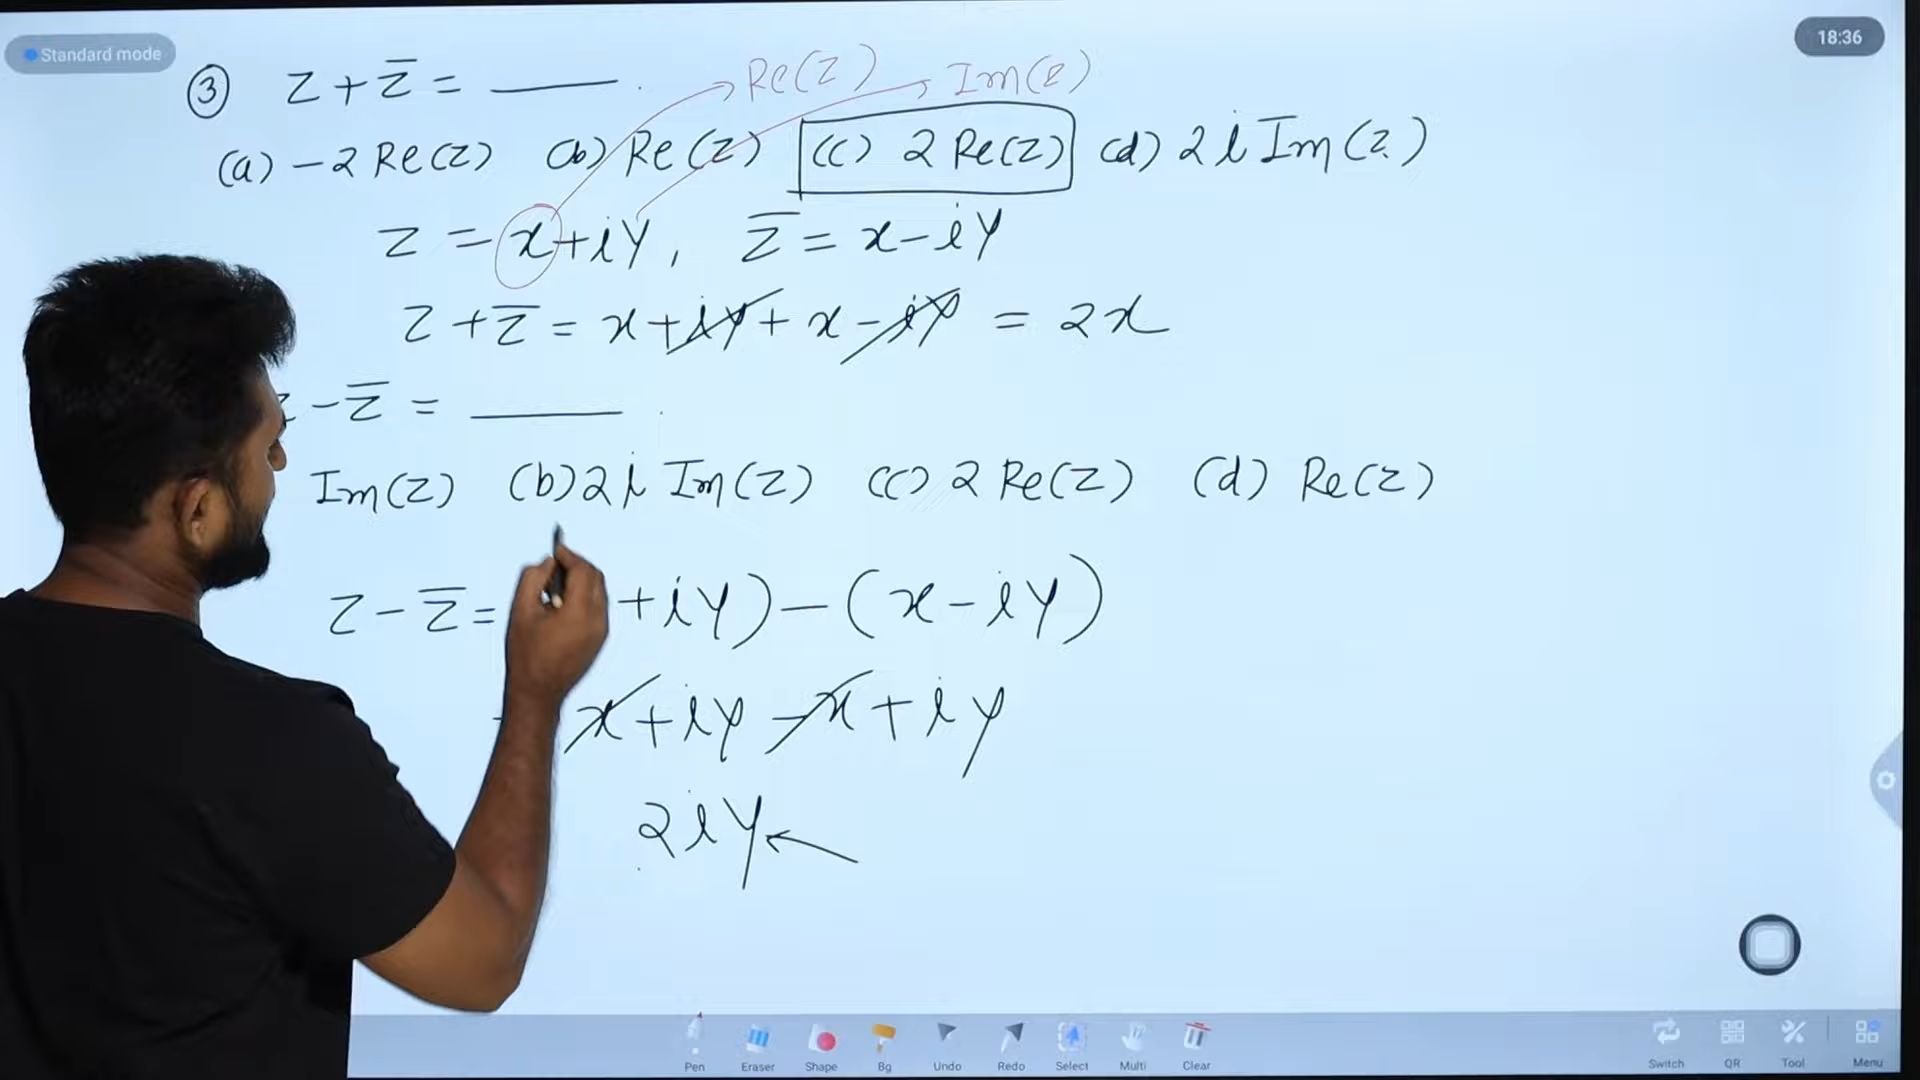 Standard mode
18:36
③ Z + Z̅ = ______.
Re(Z) Im(Z)
(a) -2 Re(Z) (b) Re(Z) (c) 2 Re(Z) (d) 2i Im(Z)
Z = x+iy, Z̅ = x-iy
Z + Z̅ = x+iy+x-iy = 2x
-Z̅ = ______.
Im(Z) (b) 2i Im(Z) (c) 2 Re(Z) (d) Re(Z)
Z - Z̅ = +iy) - (x-iy)
x+iy-x+iy
2iy
Pen Eraser Shape Bg Undo Redo Select Multi Clear Switch QR Tool Menu